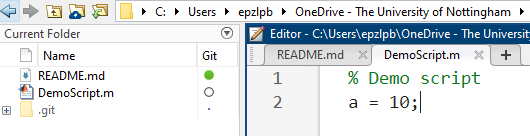 C: Users epzlpb OneDrive - The University of Nottingham
Current Folder
Name Git
README.md
DemoScript.m
.git
Editor - C:\Users\epzlpb\OneDrive - The Universi
README.md DemoScript.m
1 % Demo script
2 a = 10;